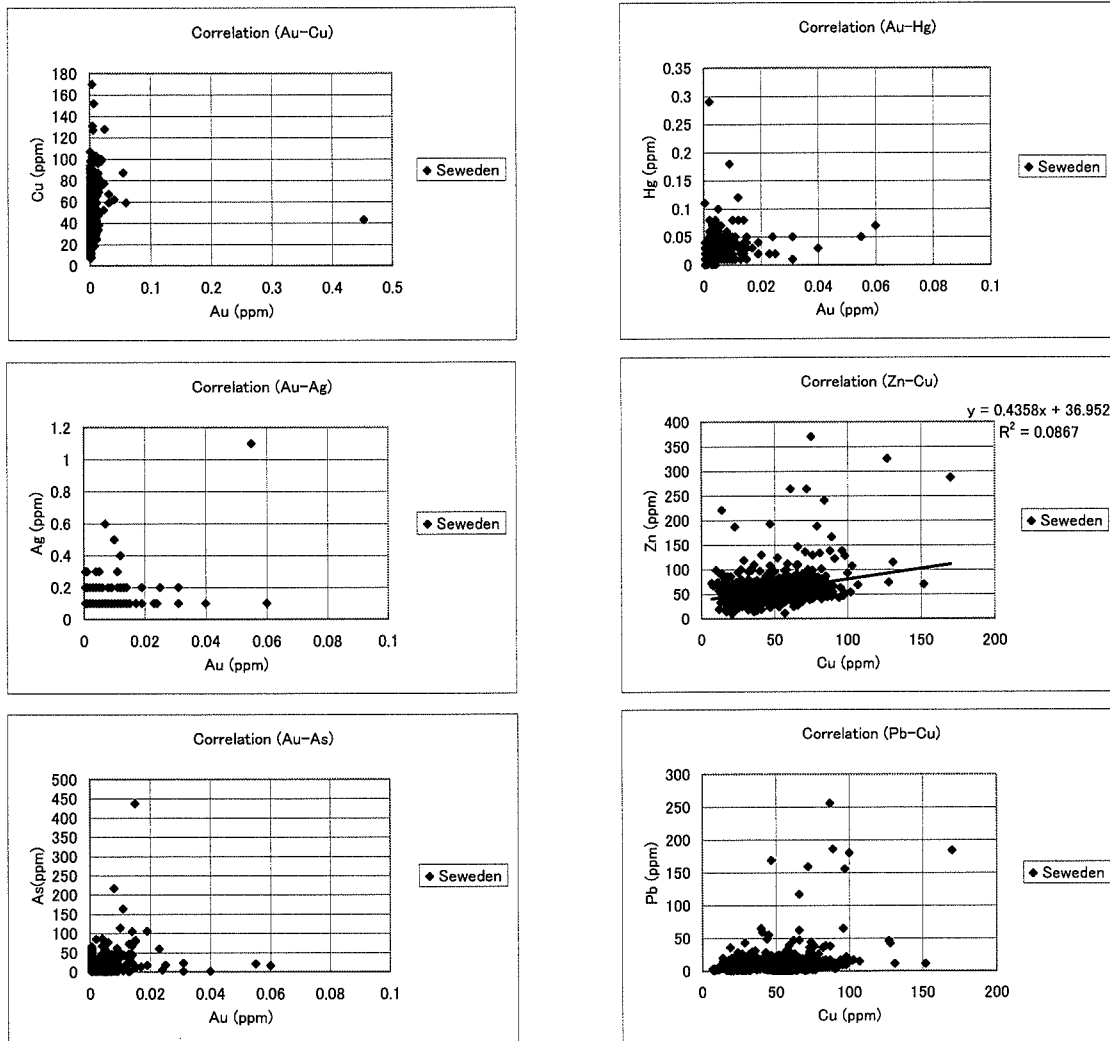 Correlation (Au-Cu)
180
160
140
120
100
80
60
40
20
0
Cu (ppm)
0 0.1 0.2 0.3 0.4 0.5
Au (ppm)
Seweden
Correlation (Au-Hg)
0.35
0.3
0.25
0.2
0.15
0.1
0.05
0
Hg (ppm)
0 0.02 0.04 0.06 0.08 0.1
Au (ppm)
Seweden
Correlation (Au-Ag)
1.2
1
0.8
0.6
0.4
0.2
0
Ag (ppm)
0 0.02 0.04 0.06 0.08 0.1
Au (ppm)
Seweden
Correlation (Zn-Cu)
y = 0.4358x + 36.952
R² = 0.0867
400
350
300
250
200
150
100
50
0
Zn (ppm)
0 50 100 150 200
Cu (ppm)
Seweden
Correlation (Au-As)
500
450
400
350
300
250
200
150
100
50
0
As(ppm)
0 0.02 0.04 0.06 0.08 0.1
Au (ppm)
Seweden
Correlation (Pb-Cu)
300
250
200
150
100
50
0
Pb (ppm)
0 50 100 150 200
Cu (ppm)
Seweden